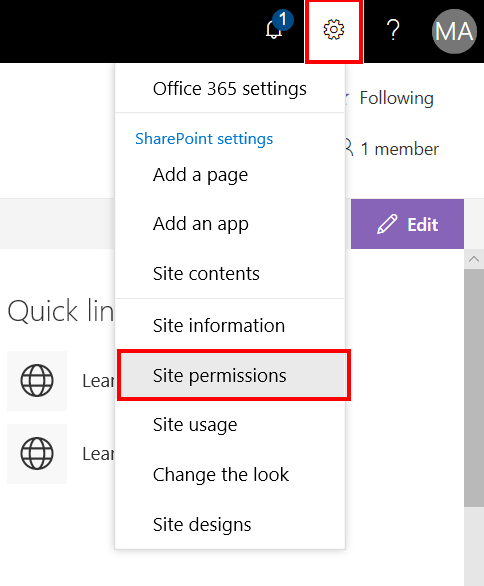 1
?
MA
Office 365 settings
Following
SharePoint settings
1 member
Add a page
Add an app
Edit
Site contents
Quick lin
Site information
Lear
Site permissions
Site usage
Lear
Change the look
Site designs